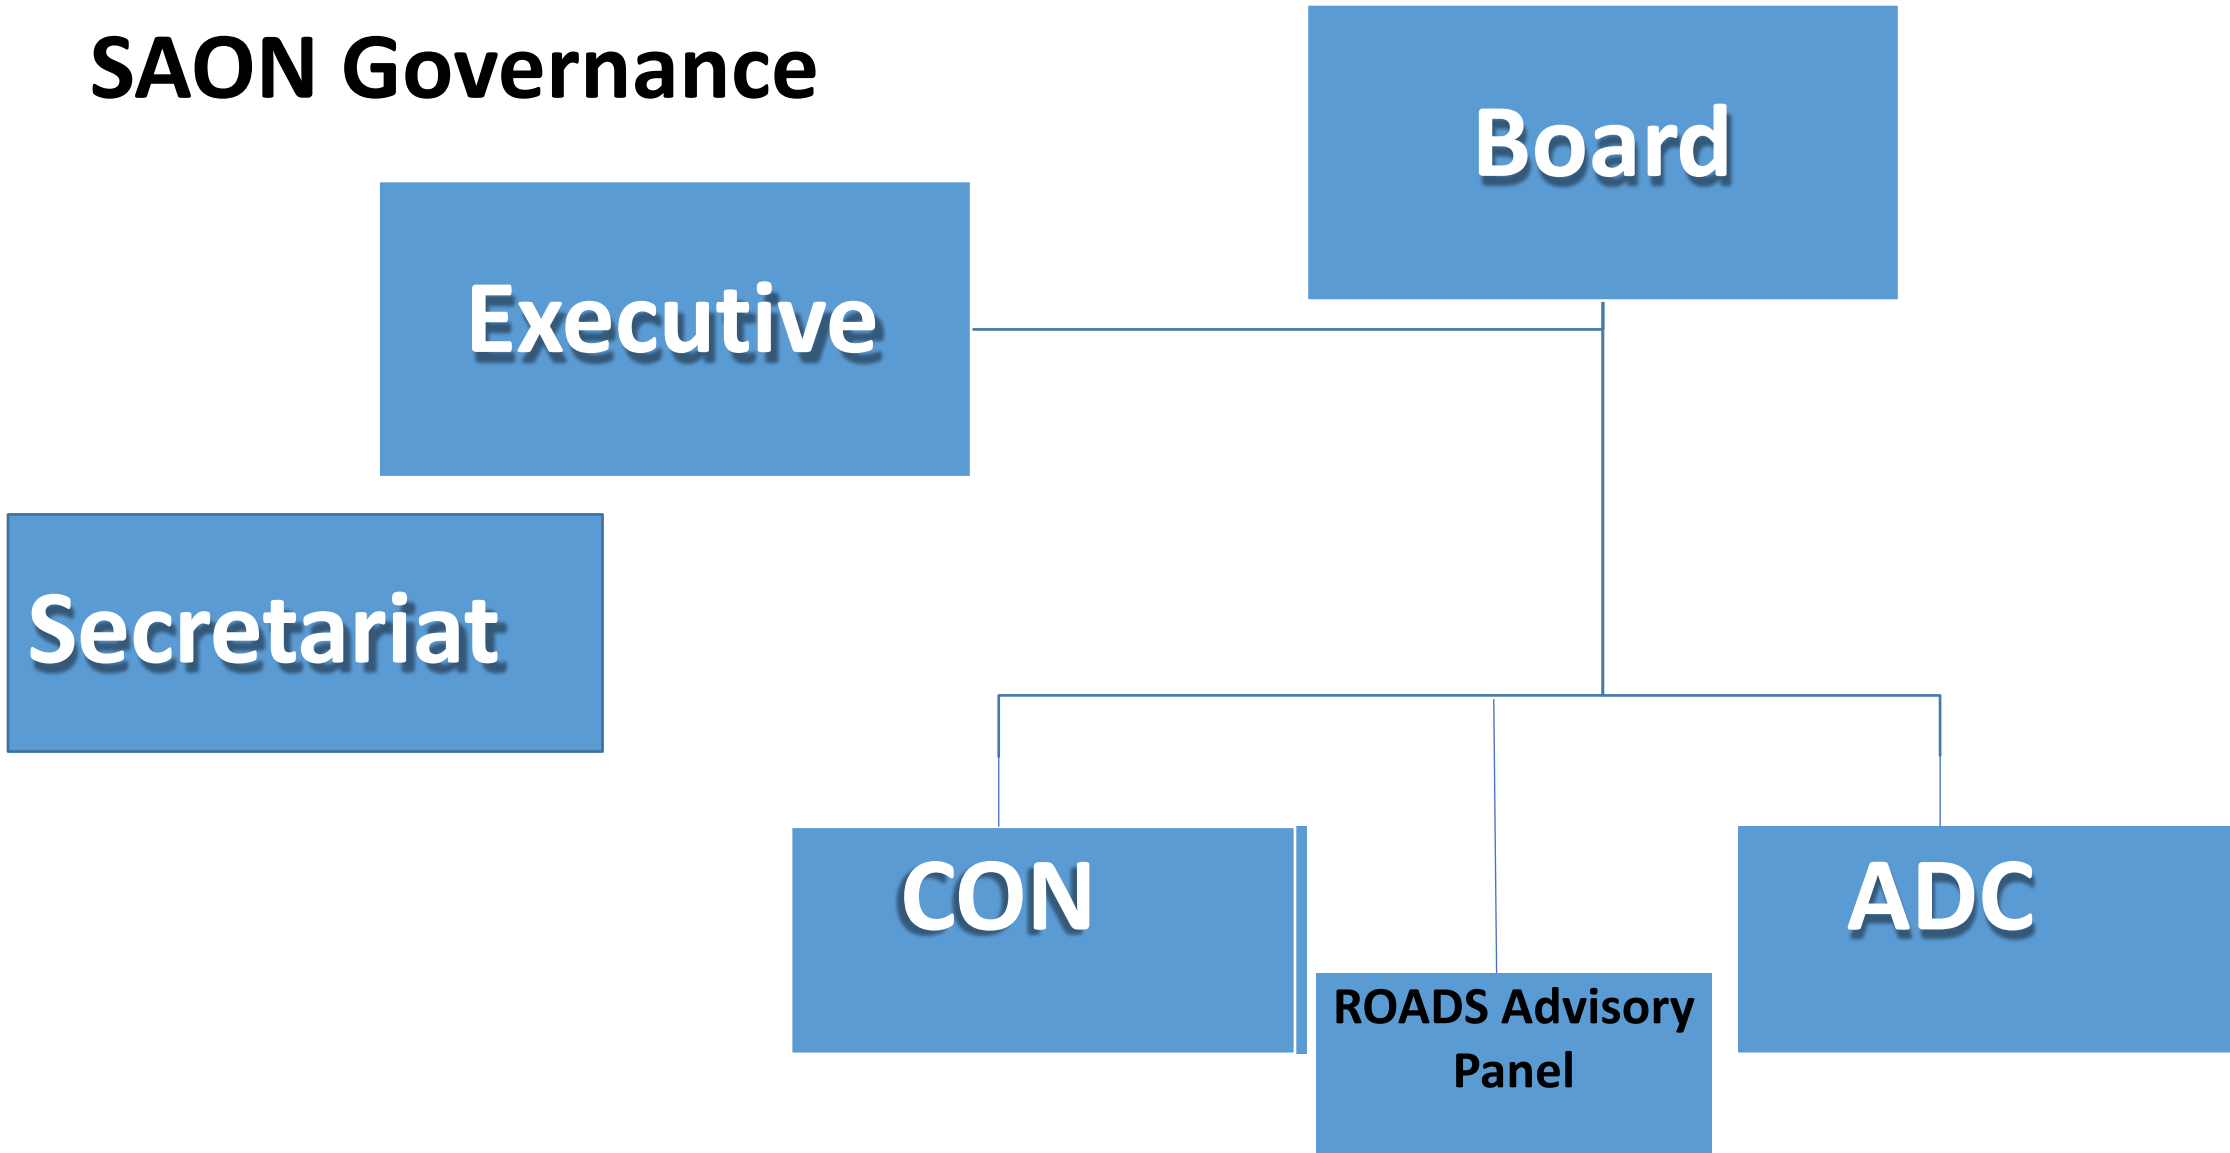 SAON Governance
Board
Executive
Secretariat
CON
ADC
ROADS Advisory
Panel